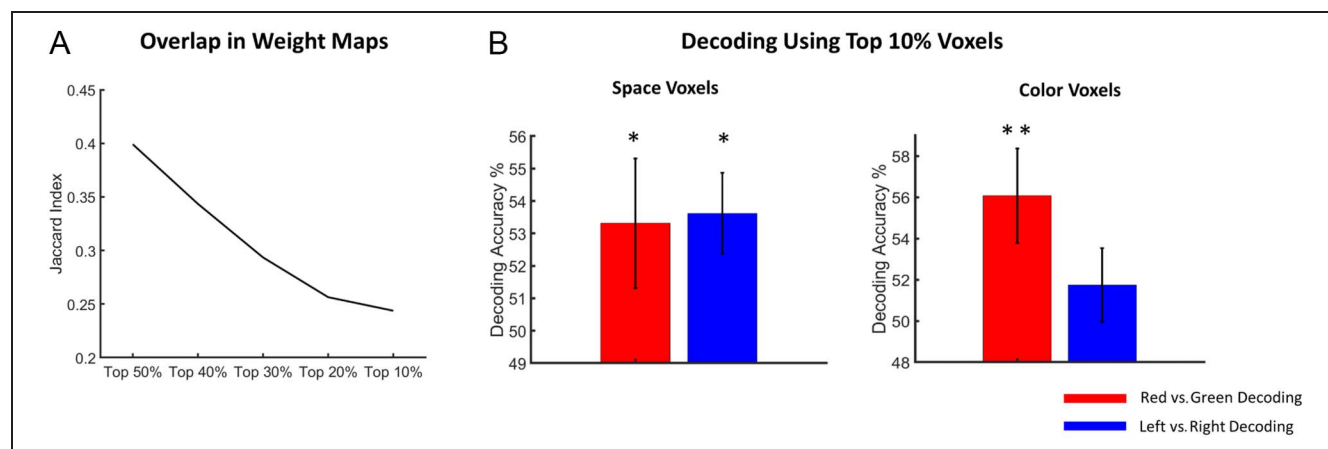 A
Overlap in Weight Maps
0.45
0.4
0.35
0.3
0.25
0.2
Jaccard Index
Top 50% Top 40% Top 30% Top 20% Top 10%
B
Decoding Using Top 10% Voxels
Space Voxels
* *
56
55
54
53
52
51
50
49
Decoding Accuracy %
Color Voxels
* *
58
56
54
52
50
48
Decoding Accuracy %
Red vs. Green Decoding
Left vs. Right Decoding